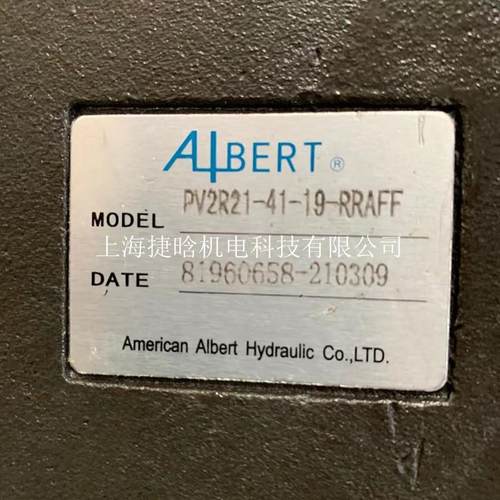 ALBERT ®
MODEL PV2R21-41-19-RRAFF
上海捷晗机电科技有限公司
DATE 81960658-210309
American Albert Hydraulic Co.,LTD.